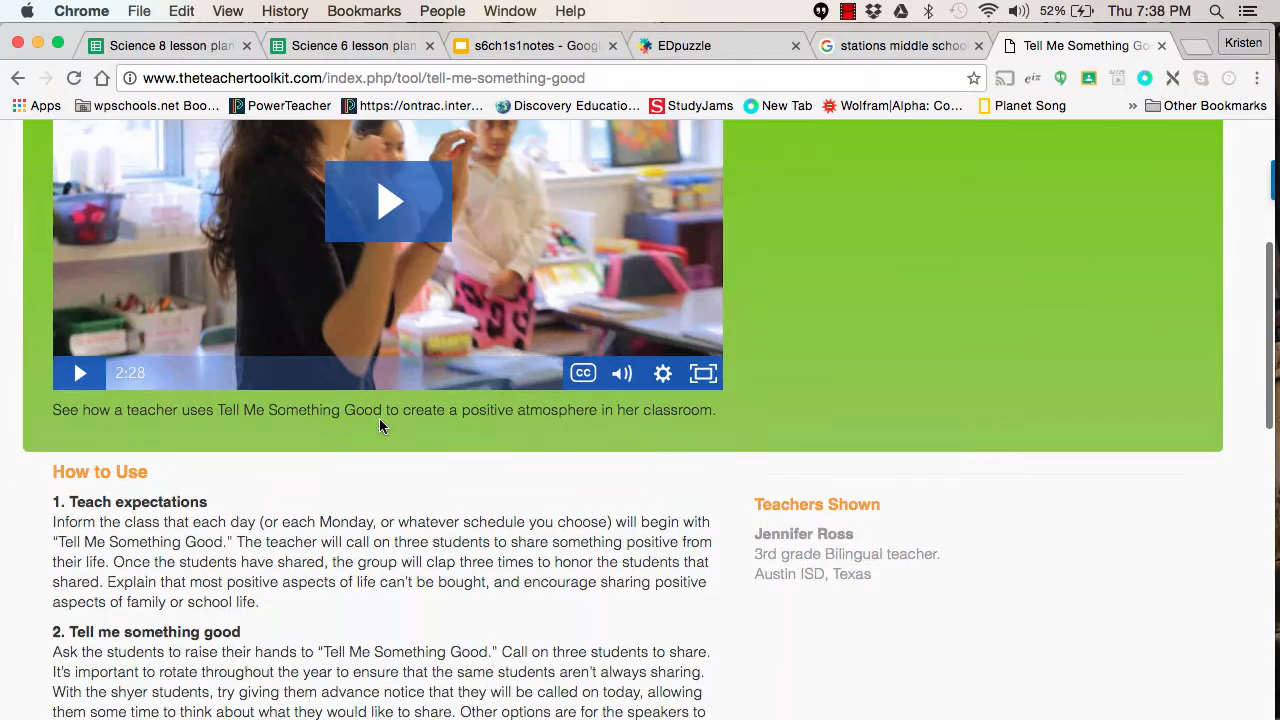 Chrome File Edit View History Bookmarks People Window Help 52% Thu 7:38 PM
Science 8 lesson plan Science 6 lesson plan s6ch1s1notes - Goog EDpuzzle stations middle schoo Tell Me Something Go Kristen
www.theteachertoolkit.com/index.php/tool/tell-me-something-good
Apps wpschools.net Boo... PowerTeacher https://ontrac.inter... Discovery Educatio... StudyJams New Tab Wolfram|Alpha: Co... Planet Song » Other Bookmarks
2:28 CC
See how a teacher uses Tell Me Something Good to create a positive atmosphere in her classroom.
How to Use
1. Teach expectations
Inform the class that each day (or each Monday, or whatever schedule you choose) will begin with
“Tell Me Something Good.” The teacher will call on three students to share something positive from
their life. Once the students have shared, the group will clap three times to honor the students that
shared. Explain that most positive aspects of life can’t be bought, and encourage sharing positive
aspects of family or school life.
2. Tell me something good
Ask the students to raise their hands to “Tell Me Something Good.” Call on three students to share.
It’s important to rotate throughout the year to ensure that the same students aren’t always sharing.
With the shyer students, try giving them advance notice that they will be called on today, allowing
them some time to think about what they would like to share. Other options are for the speakers to
Teachers Shown
Jennifer Ross
3rd grade Bilingual teacher.
Austin ISD, Texas